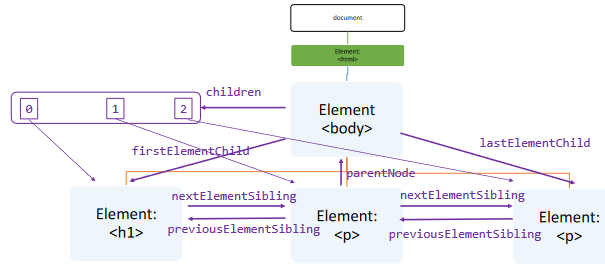 document
Element:
<html>
children
0 1 2
Element
<body>
firstElementChild
lastElementChild
parentNode
nextElementSibling
nextElementSibling
Element:
<h1>
previousElementSibling
Element:
<p>
previousElementSibling
Element:
<p>